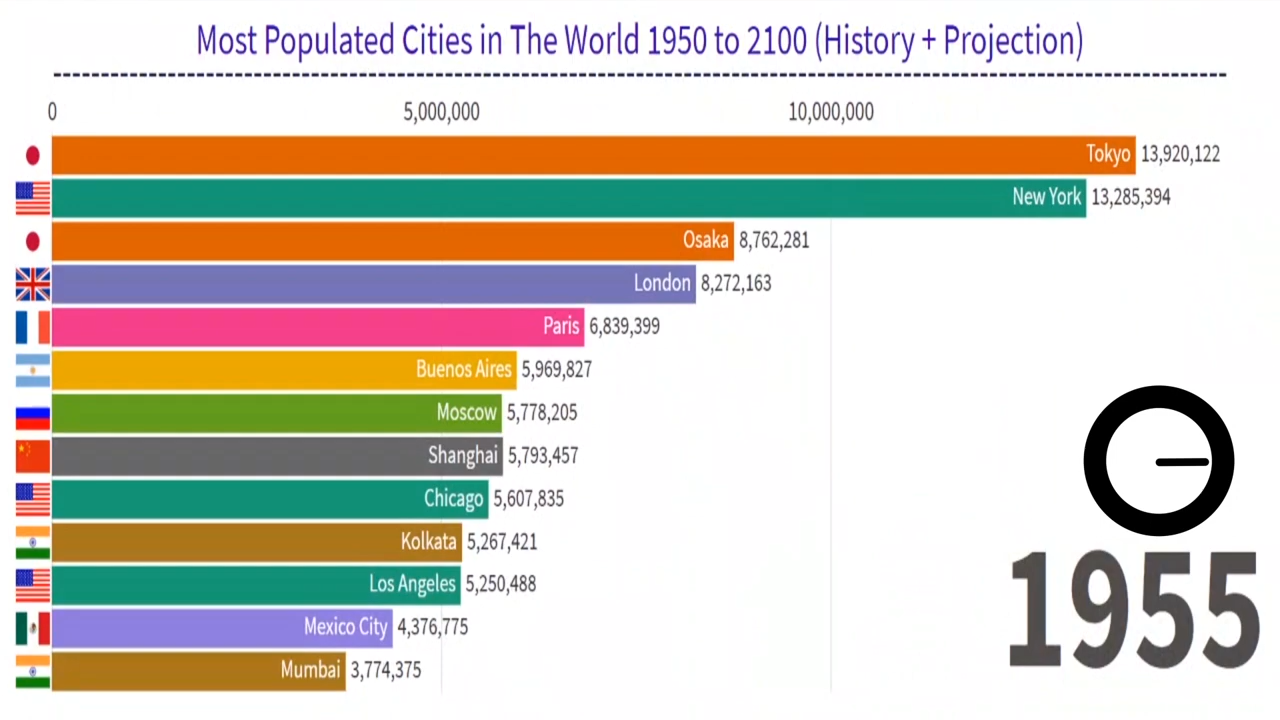 Most Populated Cities in The World 1950 to 2100 (History + Projection)
0 5,000,000 10,000,000
Tokyo 13,920,122
New York 13,285,394
Osaka 8,762,281
London 8,272,163
Paris 6,839,399
Buenos Aires 5,969,827
Moscow 5,778,205
Shanghai 5,793,457
Chicago 5,607,835
Kolkata 5,267,421
Los Angeles 5,250,488
Mexico City 4,376,775
Mumbai 3,774,375
1955